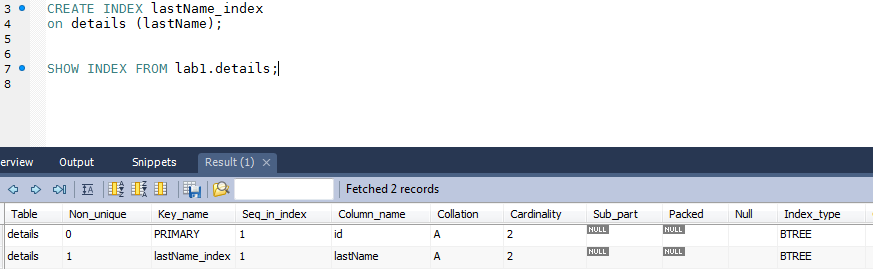 3 CREATE INDEX lastName_index
4 on details (lastName);
5
6
7 SHOW INDEX FROM lab1.details;
8
erview Output Snippets Result (1) ×
Fetched 2 records
Table Non_unique Key_name Seq_in_index Column_name Collation Cardinality Sub_part Packed Null Index_type
details 0 PRIMARY 1 id A 2 NULL NULL BTREE
details 1 lastName_index 1 lastName A 2 NULL NULL BTREE